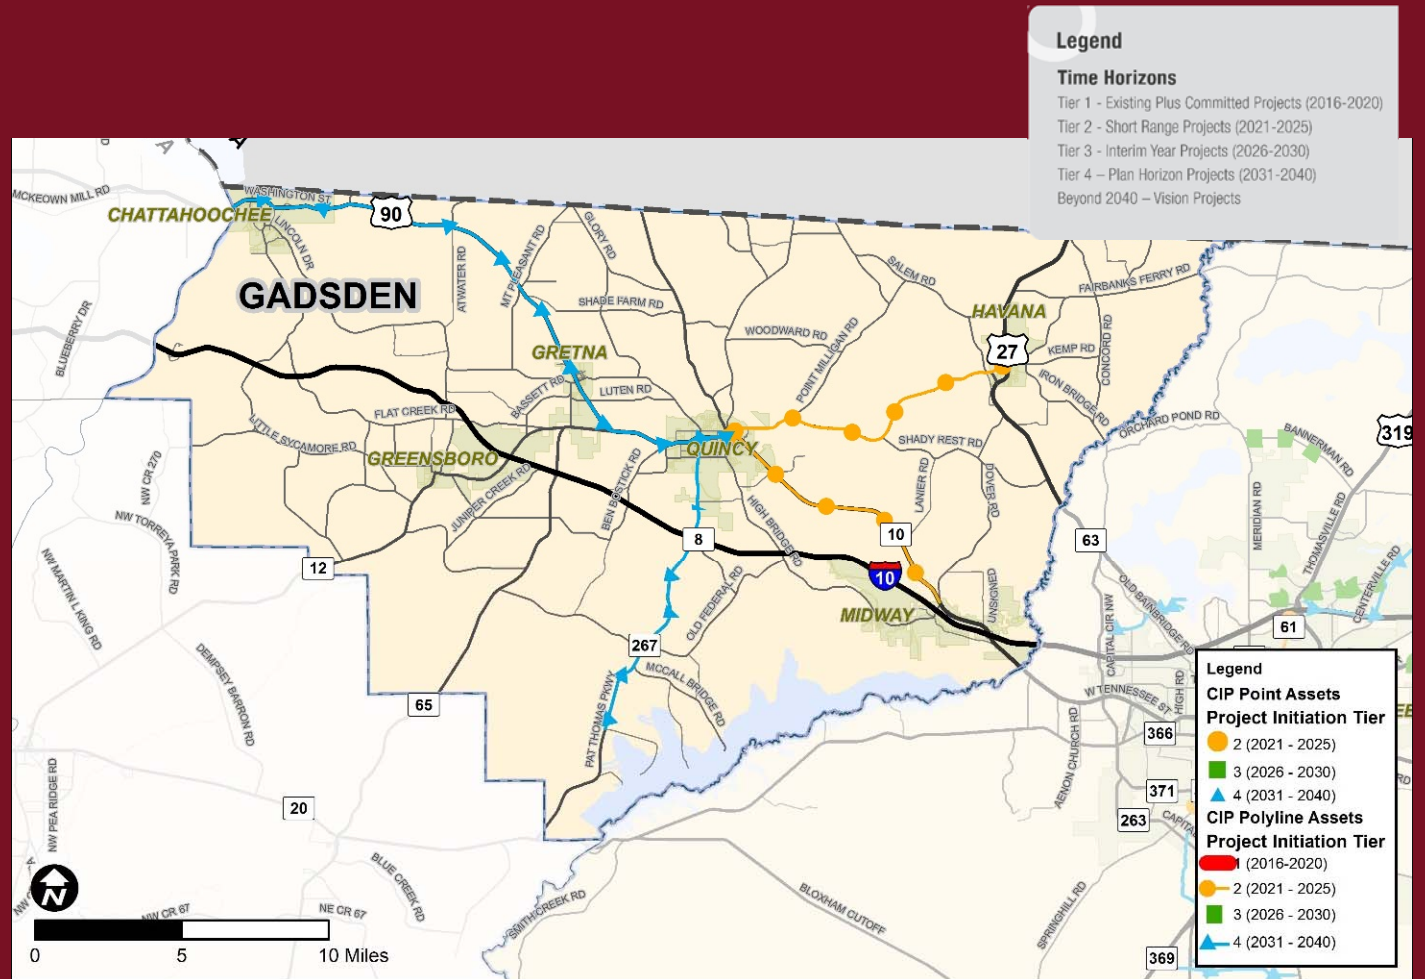 Legend
Time Horizons
Tier 1 - Existing Plus Committed Projects (2016-2020)
Tier 2 - Short Range Projects (2021-2025)
Tier 3 - Interim Year Projects (2026-2030)
Tier 4 – Plan Horizon Projects (2031-2040)
Beyond 2040 – Vision Projects
MCKEOWN MILL RD
WASHINGTON ST
CHATTAHOOCHEE
90
LINCOLN DR
GADSDEN
ATWATER RD
MT PLEASANT RD
GLORY RD
SALEM RD
FAIRBANKS FERRY RD
SHADE FARM RD
HAVANA
27
WOODWARD RD
POINT MILLIGAN RD
KEMP RD
CONCORD RD
BLUEBERRY DR
GRETNA
BASSETT RD
LUTEN RD
IRON BRIDGE RD
FLAT CREEK RD
LITTLE SYCAMORE RD
GREENSBORO
QUINCY
SHADY REST RD
ORCHARD POND RD
BANNERMAN RD
319
NW CR 270
JUNIPER CREEK RD
BEN BOSTICK RD
HIGH BRIDGE RD
LANIER RD
DOVER RD
MERIDIAN RD
THOMASVILLE RD
NW TORREYA PARK RD
8
10
63
12
10
NW MARTIN L KING RD
OLD FEDERAL RD
UNSIGNED
OLD BAINBRIDGE RD
CENTERVILLE RD
MIDWAY
CAPITAL CIR NW
61
267
DEMPSEY BARRON RD
MCCALL BRIDGE RD
PAT THOMAS PKWY
65
W TENNESSEE ST
HIGH RD
AENON CHURCH RD
366
371
263
NW PEA RIDGE RD
20
BLUE CREEK RD
NW CR 67
NE CR 67
SMITH CREEK RD
BLOXHAM CUTOFF
SPRINGHILL RD
369
N
0 5 10 Miles
Legend
CIP Point Assets
Project Initiation Tier
2 (2021 - 2025)
3 (2026 - 2030)
4 (2031 - 2040)
CIP Polyline Assets
Project Initiation Tier
1 (2016-2020)
2 (2021 - 2025)
3 (2026 - 2030)
4 (2031 - 2040)